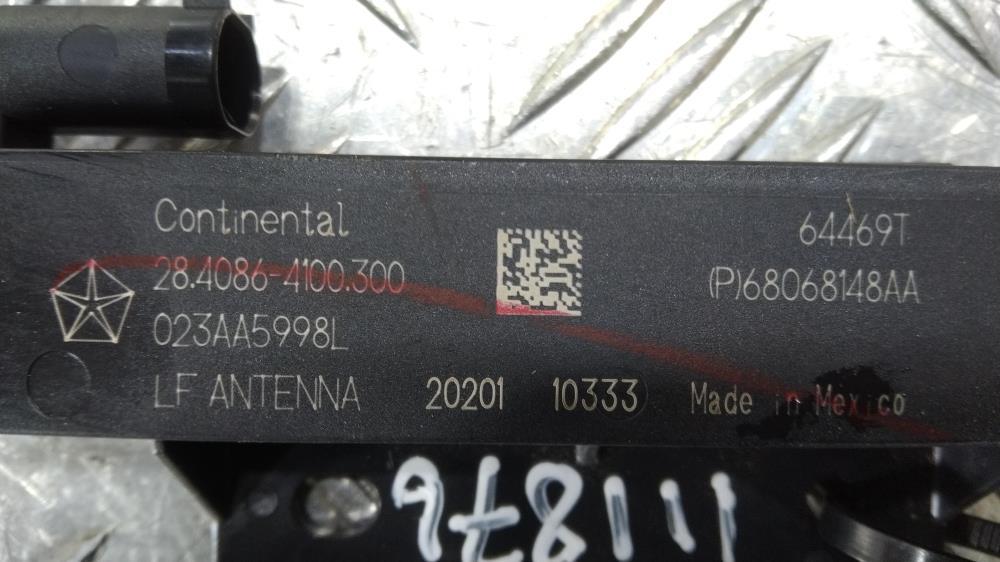 Continental
28.4086-4100.300
023AA5998L
LF ANTENNA 20201 10333 Made in Mexico
64469T
(P)68068148AA